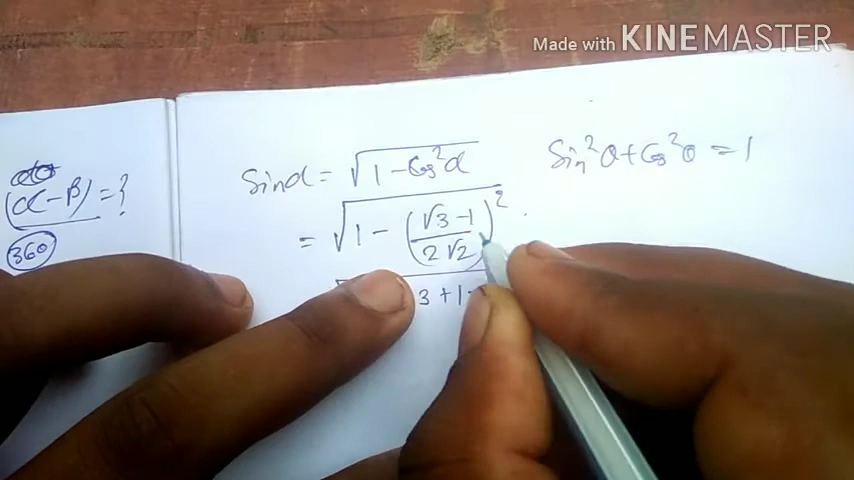 Made with KINEMASTER
(α-β)=?
360
Sinα = √1-Cos²α
Sin²θ+Cos²θ=1
= √1-(√3-1/2√2)²
3+1-